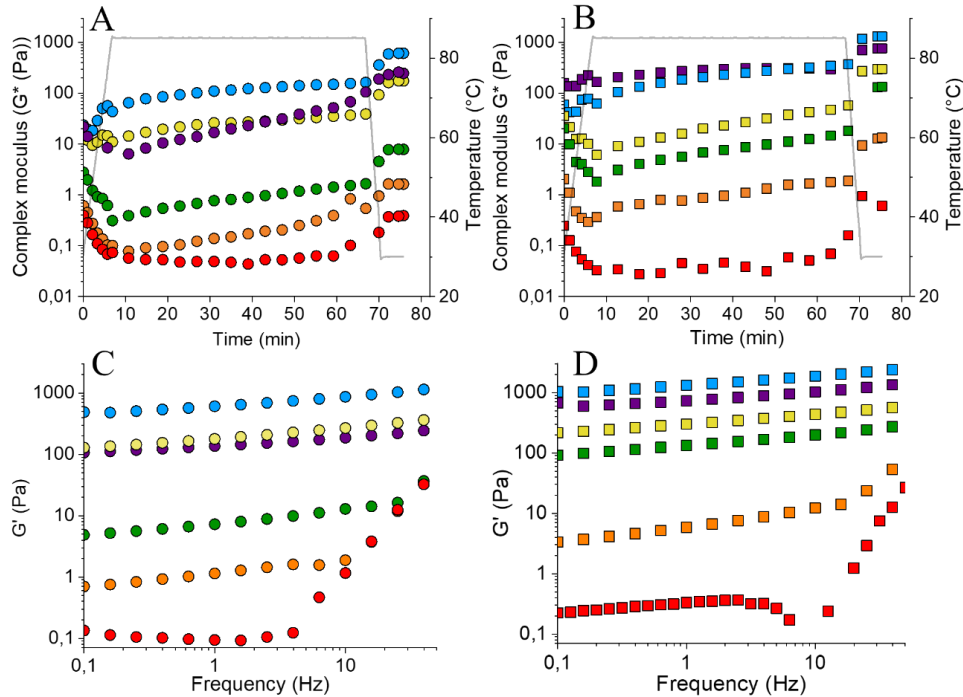 A
B
Complex moculus (G* (Pa))
1000
100
10
1
0,1
0,01
0 10 20 30 40 50 60 70 80
Time (min)
80
60
40
20
Temperature (°C)
Complex modulus G* (Pa)
1000
100
10
1
0,1
0,01
0 10 20 30 40 50 60 70 80
Time (min)
80
60
40
20
Temperature (°C)
C
D
G' (Pa)
1000
100
10
1
0,1
0,1 1 10
Frequency (Hz)
G' (Pa)
1000
100
10
1
0,1
0,1 1 10
Frequency (Hz)